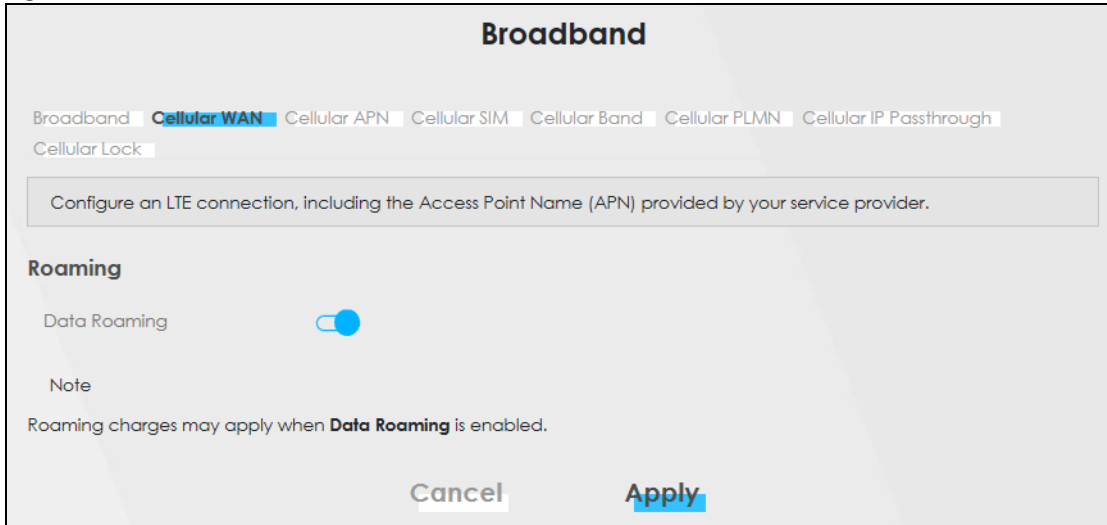 Broadband
Broadband Cellular WAN Cellular APN Cellular SIM Cellular Band Cellular PLMN Cellular IP Passthrough
Cellular Lock
Configure an LTE connection, including the Access Point Name (APN) provided by your service provider.
Roaming
Data Roaming
Note
Roaming charges may apply when Data Roaming is enabled.
Cancel Apply